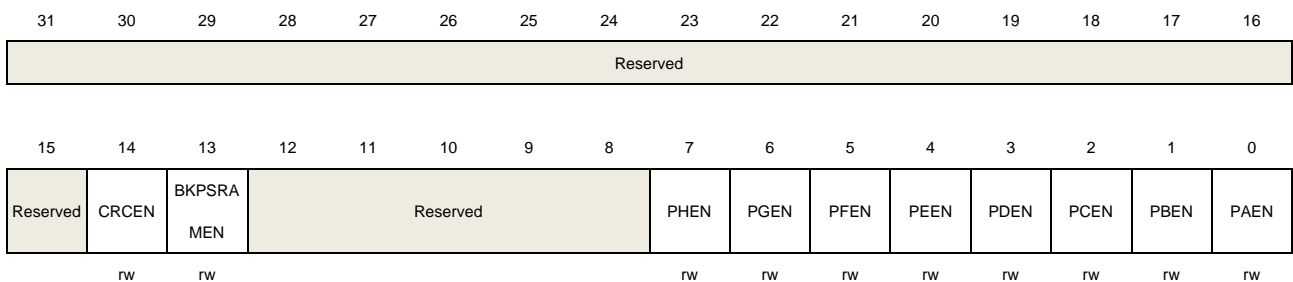 31 30 29 28 27 26 25 24 23 22 21 20 19 18 17 16
Reserved
15 14 13 12 11 10 9 8 7 6 5 4 3 2 1 0
Reserved CRCEN BKPSRA MEN Reserved PHEN PGEN PFEN PEEN PDEN PCEN PBEN PAEN
rw rw rw rw rw rw rw rw rw rw